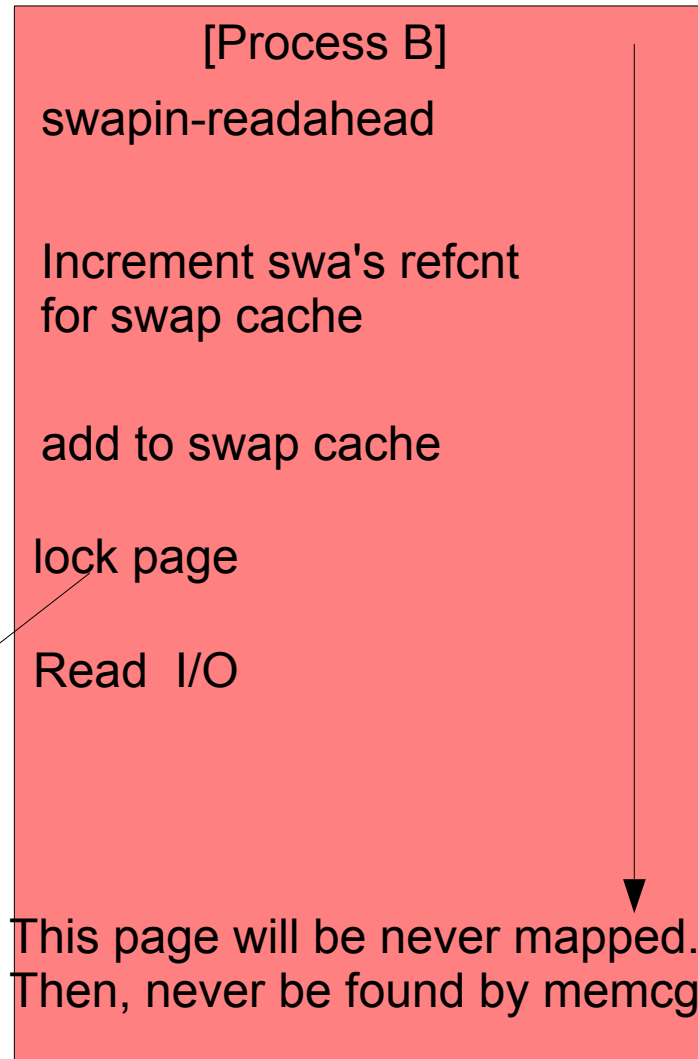 [Process B]
swapin-readahead
Increment swa's refcnt
for swap cache
add to swap cache
lock page
Read I/O
This page will be never mapped.
Then, never be found by memcg